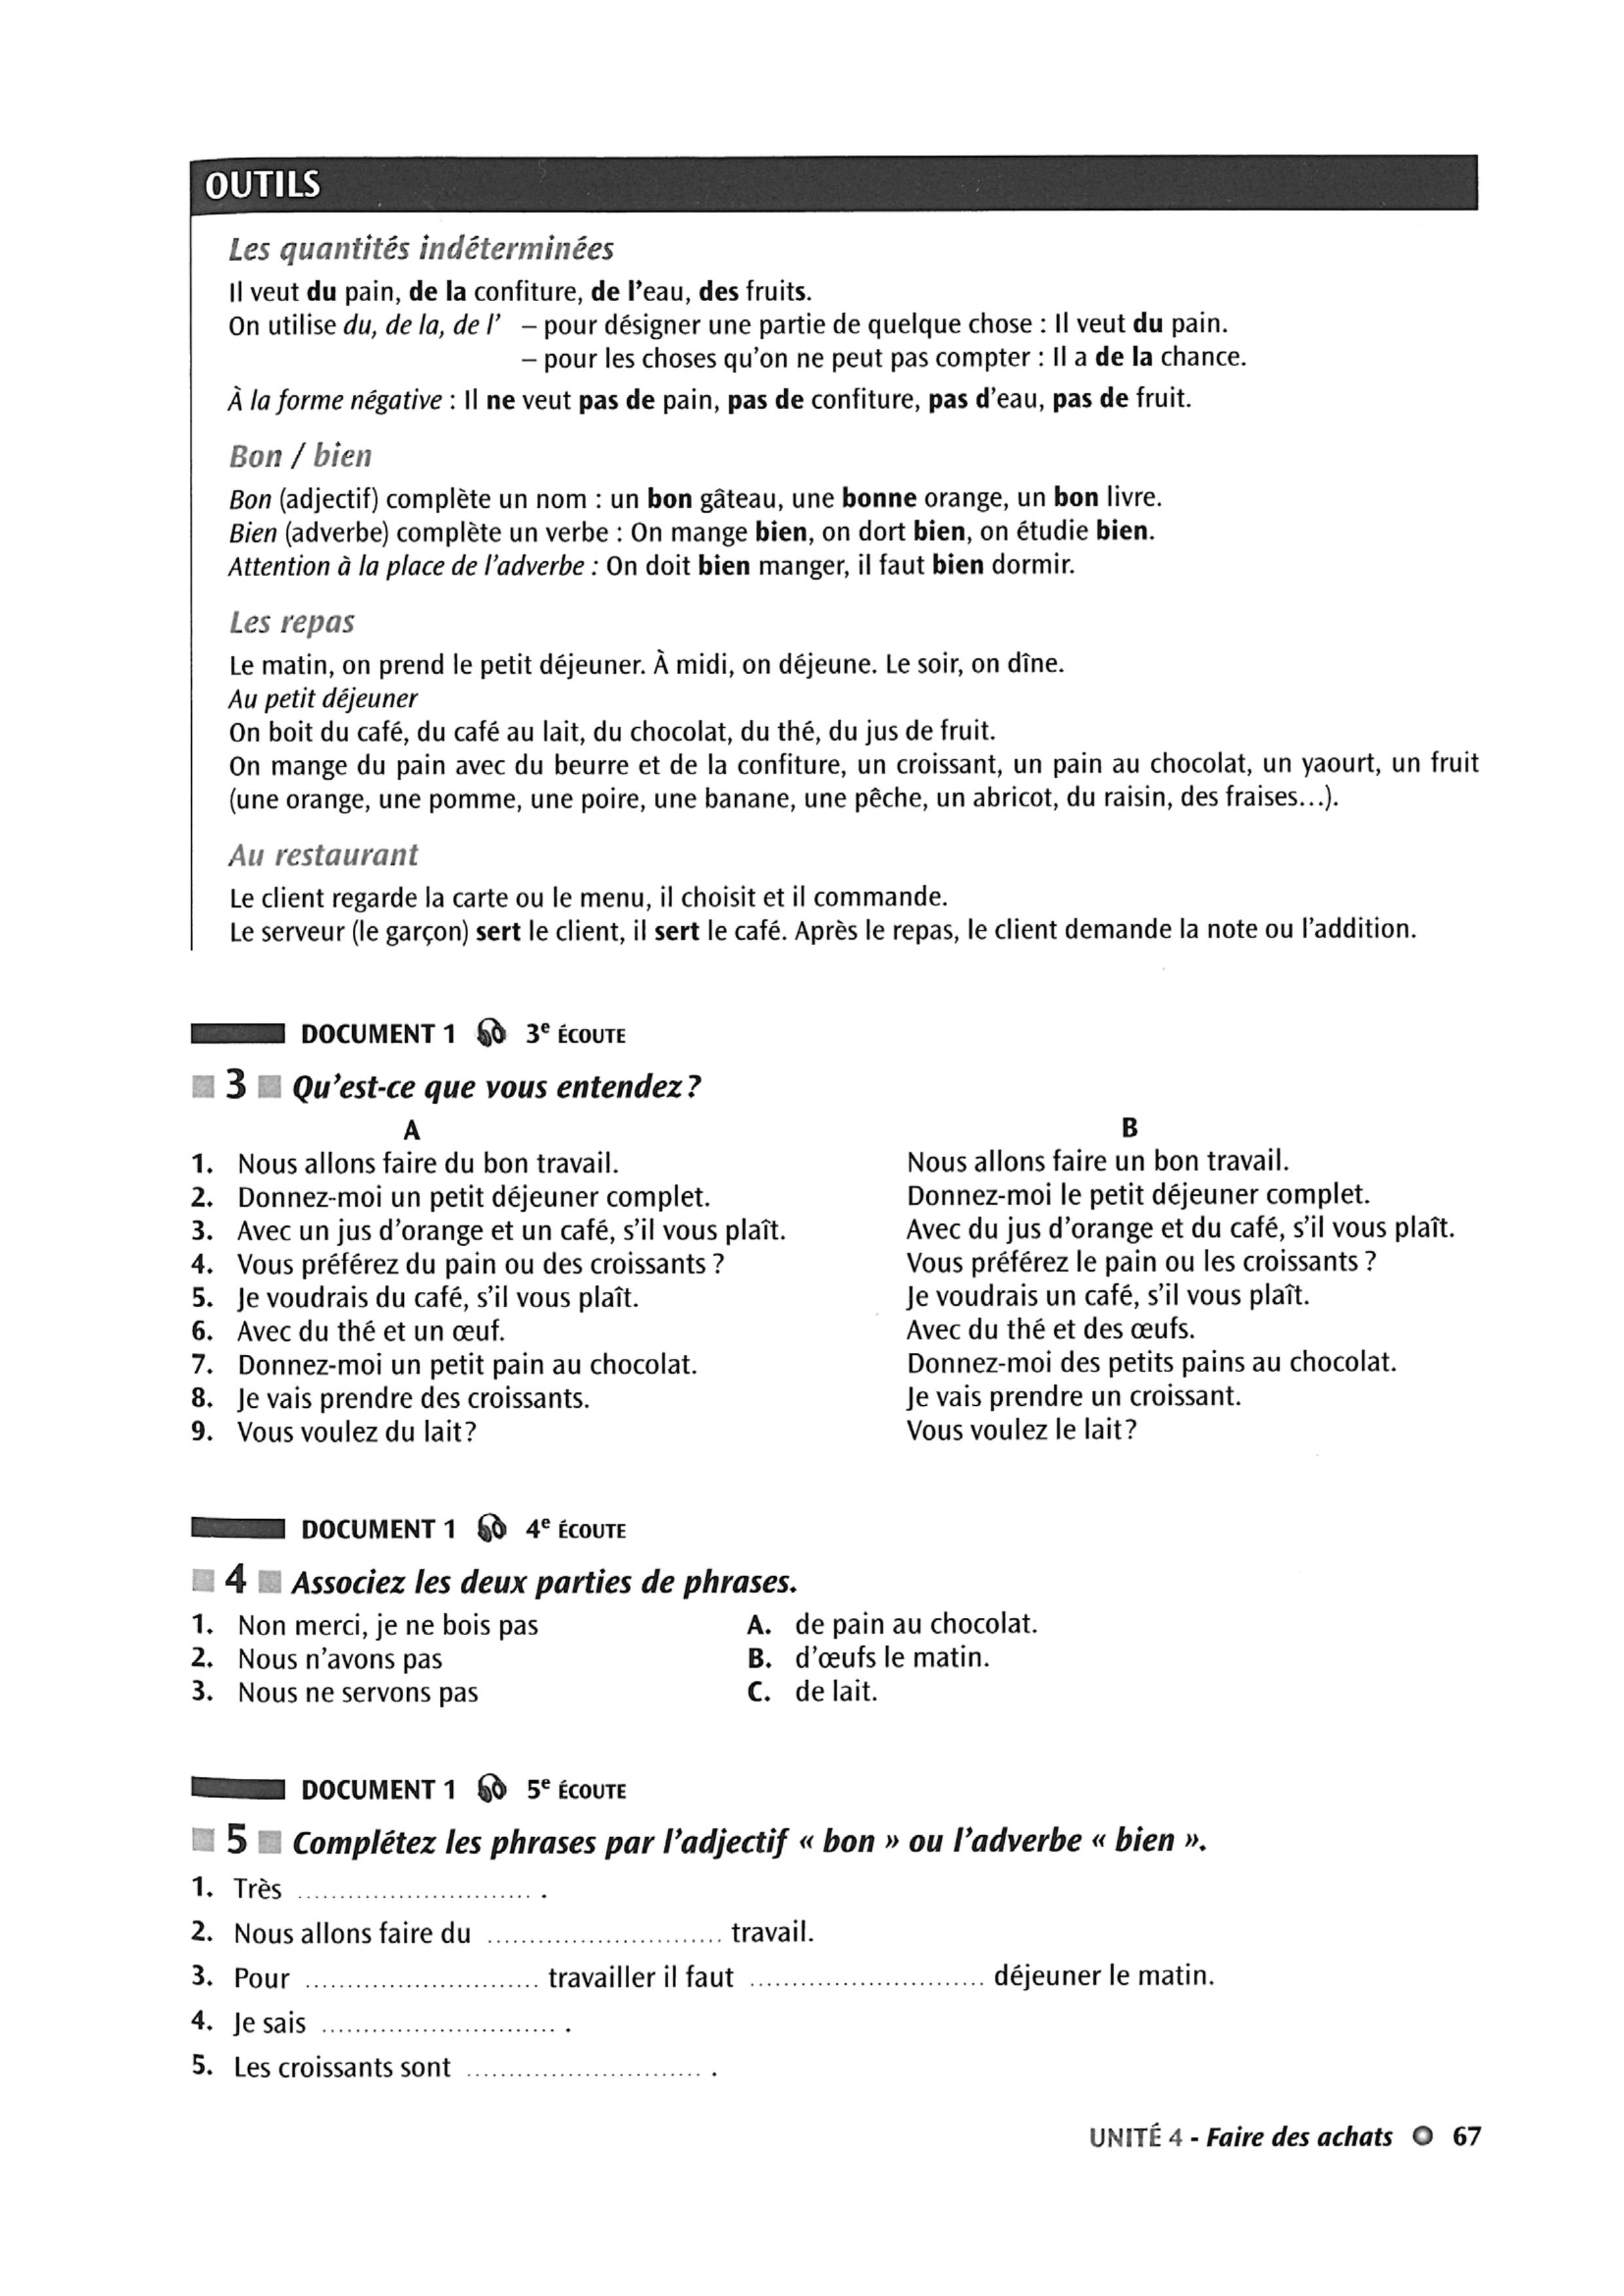 OUTILS
Les quantités indéterminées
Il veut du pain, de la confiture, de l'eau, des fruits.
On utilise du, de la, de l' – pour désigner une partie de quelque chose : Il veut du pain.
– pour les choses qu'on ne peut pas compter : Il a de la chance.
À la forme négative : Il ne veut pas de pain, pas de confiture, pas d'eau, pas de fruit.
Bon / bien
Bon (adjectif) complète un nom : un bon gâteau, une bonne orange, un bon livre.
Bien (adverbe) complète un verbe : On mange bien, on dort bien, on étudie bien.
Attention à la place de l'adverbe : On doit bien manger, il faut bien dormir.
Les repas
Le matin, on prend le petit déjeuner. À midi, on déjeune. Le soir, on dîne.
Au petit déjeuner
On boit du café, du café au lait, du chocolat, du thé, du jus de fruit.
On mange du pain avec du beurre et de la confiture, un croissant, un pain au chocolat, un yaourt, un fruit
(une orange, une pomme, une poire, une banane, une pêche, un abricot, du raisin, des fraises...).
Au restaurant
Le client regarde la carte ou le menu, il choisit et il commande.
Le serveur (le garçon) sert le client, il sert le café. Après le repas, le client demande la note ou l'addition.
DOCUMENT 1 3e ÉCOUTE
3 Qu'est-ce que vous entendez ?
A B
1. Nous allons faire du bon travail. Nous allons faire un bon travail.
2. Donnez-moi un petit déjeuner complet. Donnez-moi le petit déjeuner complet.
3. Avec un jus d'orange et un café, s'il vous plaît. Avec du jus d'orange et du café, s'il vous plaît.
4. Vous préférez du pain ou des croissants ? Vous préférez le pain ou les croissants ?
5. Je voudrais du café, s'il vous plaît. Je voudrais un café, s'il vous plaît.
6. Avec du thé et un œuf. Avec du thé et des œufs.
7. Donnez-moi un petit pain au chocolat. Donnez-moi des petits pains au chocolat.
8. Je vais prendre des croissants. Je vais prendre un croissant.
9. Vous voulez du lait ? Vous voulez le lait ?
DOCUMENT 1 4e ÉCOUTE
4 Associez les deux parties de phrases.
1. Non merci, je ne bois pas A. de pain au chocolat.
2. Nous n'avons pas B. d'œufs le matin.
3. Nous ne servons pas C. de lait.
DOCUMENT 1 5e ÉCOUTE
5 Complétez les phrases par l'adjectif « bon » ou l'adverbe « bien ».
1. Très ............................ .
2. Nous allons faire du ............................ travail.
3. Pour ............................ travailler il faut ............................ déjeuner le matin.
4. Je sais ............................ .
5. Les croissants sont ............................ .
UNITÉ 4 - Faire des achats 67